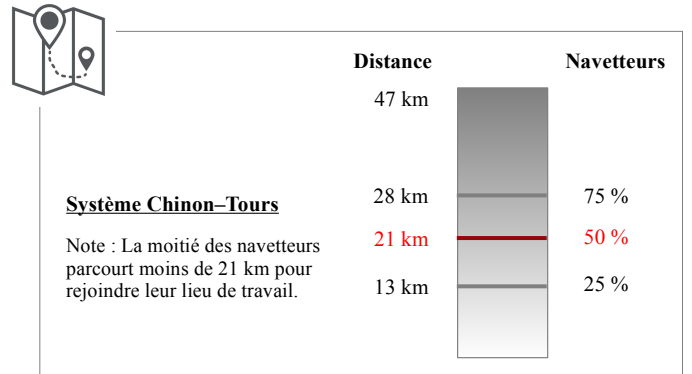 Distance Navetteurs
47 km
28 km 75 %
Système Chinon–Tours
21 km 50 %
Note : La moitié des navetteurs
parcourt moins de 21 km pour
rejoindre leur lieu de travail.
13 km 25 %